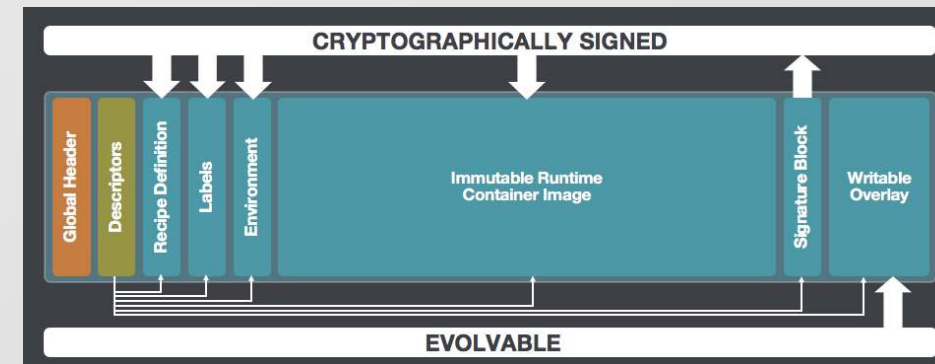 CRYPTOGRAPHICALLY SIGNED
Global Header
Descriptors
Recipe Definition
Labels
Environment
Immutable Runtime
Container Image
Signature Block
Writable
Overlay
EVOLVABLE